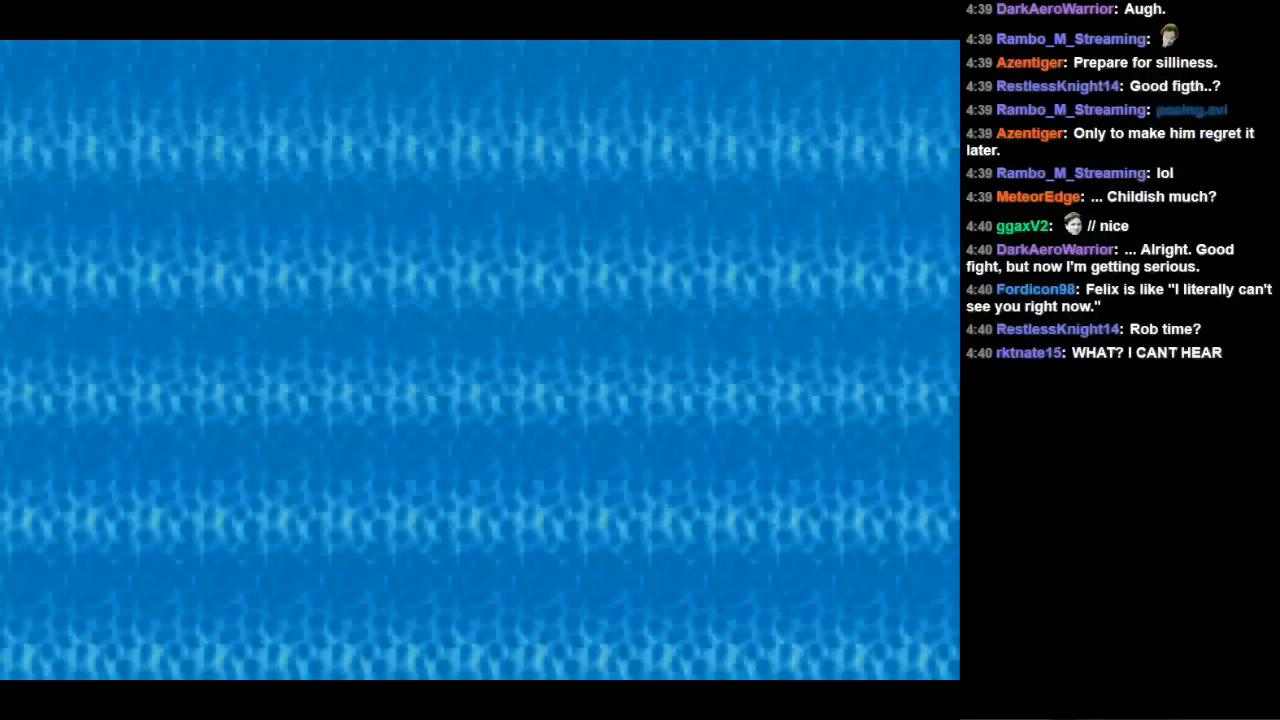 4:39 DarkAeroWarrior: Augh.
4:39 Rambo_M_Streaming:
4:39 Azentiger: Prepare for silliness.
4:39 RestlessKnight14: Good figth..?
4:39 Rambo_M_Streaming: pacing.avi
4:39 Azentiger: Only to make him regret it
later.
4:39 Rambo_M_Streaming: lol
4:39 MeteorEdge: ... Childish much?
4:40 ggaxV2: // nice
4:40 DarkAeroWarrior: ... Alright. Good
fight, but now I'm getting serious.
4:40 Fordicon98: Felix is like "I literally can't
see you right now."
4:40 RestlessKnight14: Rob time?
4:40 rktnate15: WHAT? I CANT HEAR